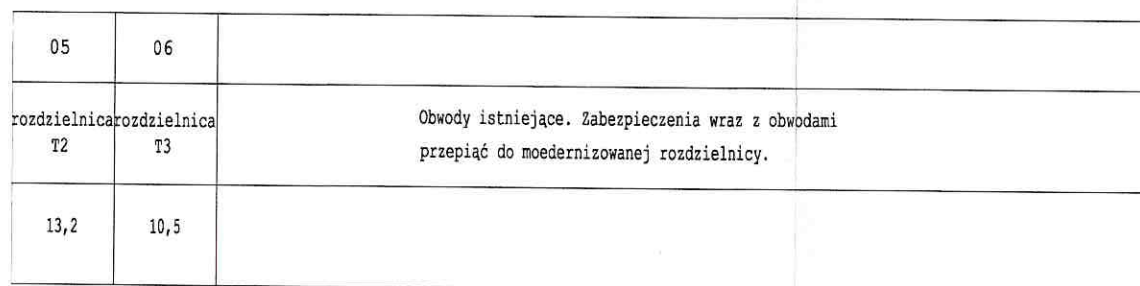 05 06
rozdzielnica rozdzielnica
T2 T3
Obwody istniejące. Zabezpieczenia wraz z obwodami
przepiąć do moedernizowanej rozdzielnicy.
13,2 10,5